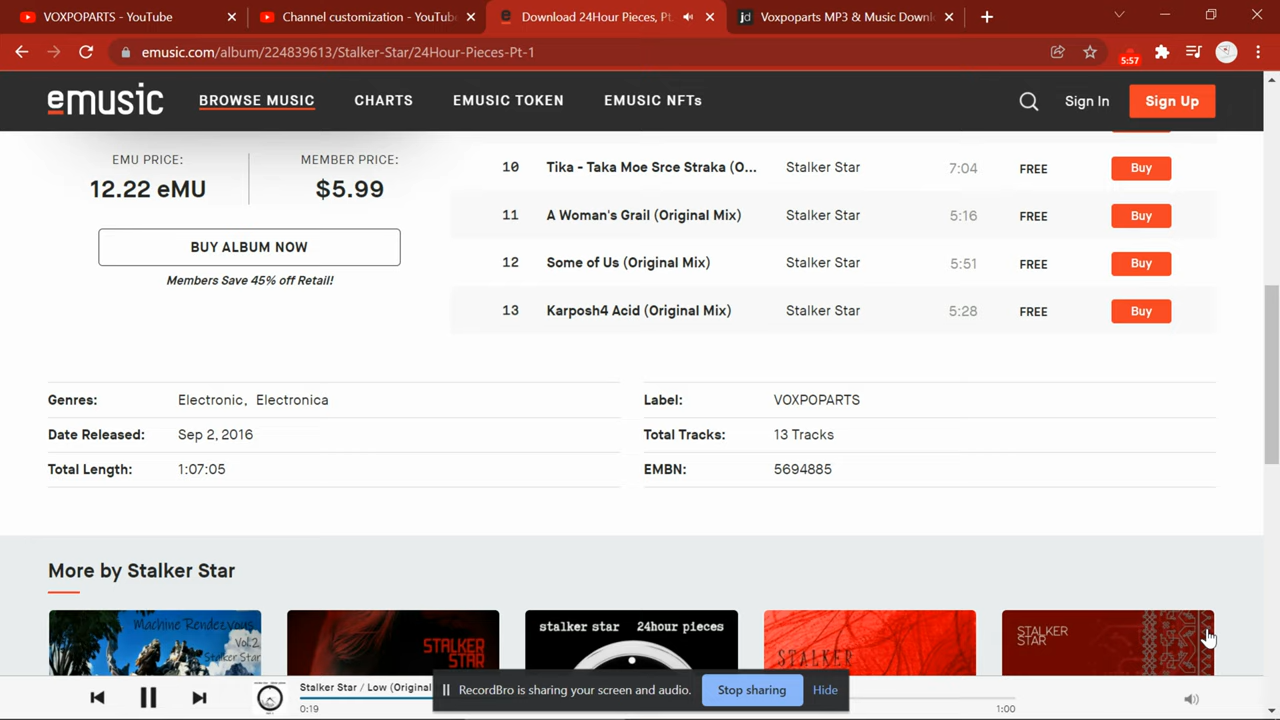 VOXPOPARTS - YouTube
Channel customization - YouTube
Download 24Hour Pieces, Pt.
Voxpoparts MP3 & Music Downl
emusic.com/album/224839613/Stalker-Star/24Hour-Pieces-Pt-1
5:57
emusic BROWSE MUSIC CHARTS EMUSIC TOKEN EMUSIC NFTs Sign In Sign Up
EMU PRICE: MEMBER PRICE:
12.22 eMU $5.99
BUY ALBUM NOW
Members Save 45% off Retail!
10 Tika - Taka Moe Srce Straka (O... Stalker Star 7:04 FREE Buy
11 A Woman's Grail (Original Mix) Stalker Star 5:16 FREE Buy
12 Some of Us (Original Mix) Stalker Star 5:51 FREE Buy
13 Karposh4 Acid (Original Mix) Stalker Star 5:28 FREE Buy
Genres: Electronic, Electronica Label: VOXPOPARTS
Date Released: Sep 2, 2016 Total Tracks: 13 Tracks
Total Length: 1:07:05 EMBN: 5694885
More by Stalker Star
Machine Rendezvous
Vol.2
Stalker Star
STALKER
STAR
stalker star 24hour pieces
STALKER
STALKER
STAR
Stalker Star / Low (Original
0:19
RecordBro is sharing your screen and audio. Stop sharing Hide
1:00